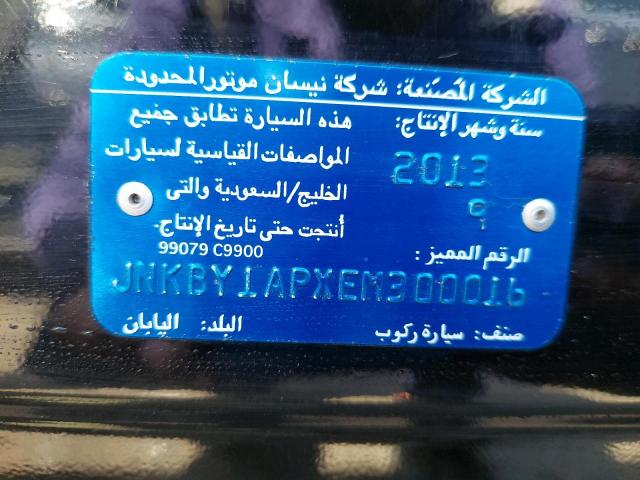 الشركة المُصنّعة: شركة نيسان موتور المحدودة
سنة وشهر الإنتاج:
2013
9
هذه السيارة تطابق جميع
المواصفات القياسية لسيارات
الخليج/السعودية والتى
أُنتجت حتى تاريخ الإنتاج.
99079 C9900
الرقم المميز :
JNKBY1APXEM300016
صنف: سيارة ركوب
البلد: اليابان